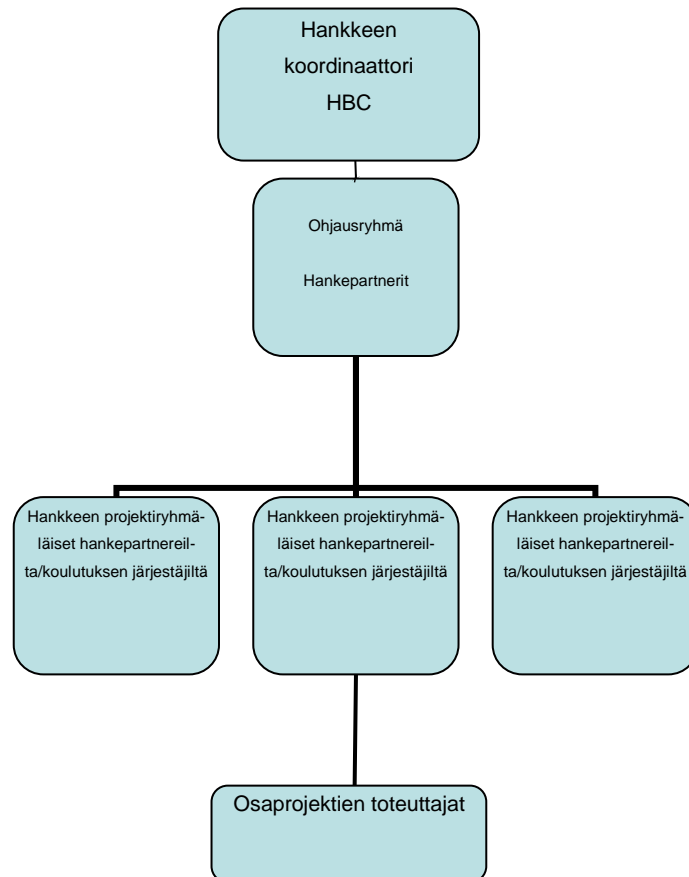 Hankkeen
koordinaattori
HBC
Ohjausryhmä
Hankepartnerit
Hankkeen projektiryhmä-
läiset hankepartnereil-
ta/koulutuksen järjestäjiltä
Hankkeen projektiryhmä-
läiset hankepartnereil-
ta/koulutuksen järjestäjiltä
Hankkeen projektiryhmä-
läiset hankepartnereil-
ta/koulutuksen järjestäjiltä
Osaprojektien toteuttajat